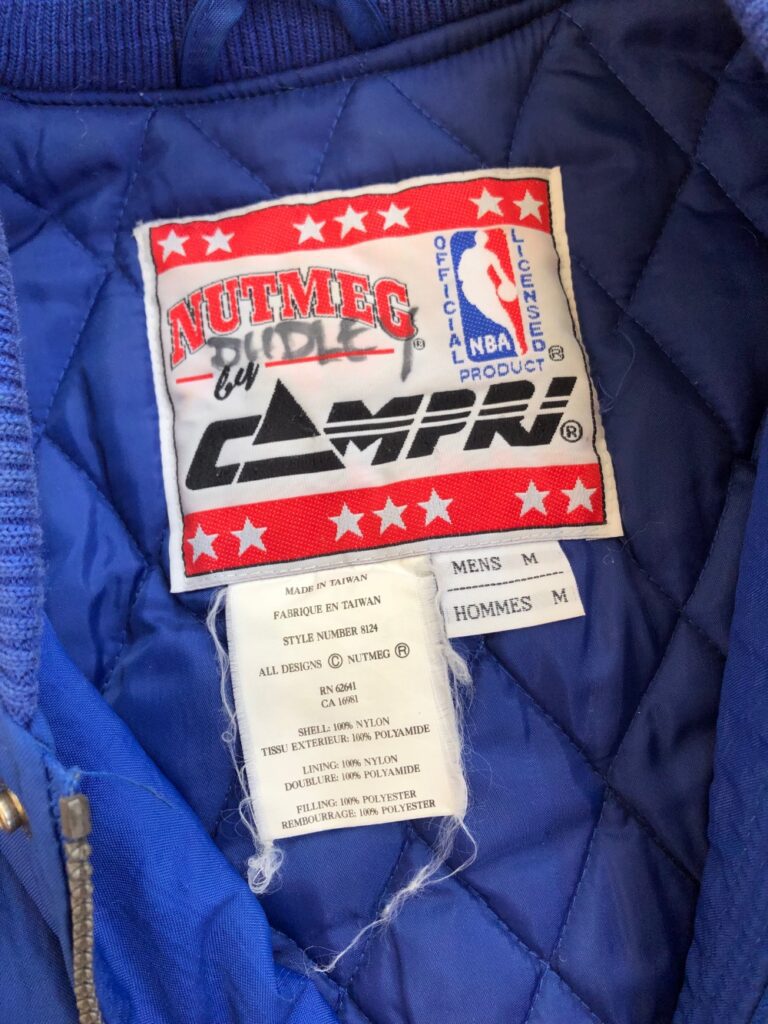 NUTMEG®
DUDLEY
by
CAMPRI®
OFFICIAL
LICENSED
NBA
PRODUCT®
MENS M
HOMMES M
MADE IN TAIWAN
FABRIQUE EN TAIWAN
STYLE NUMBER 8124
ALL DESIGNS © NUTMEG ®
RN 62641
CA 16981
SHELL: 100% NYLON
TISSU EXTERIEUR: 100% POLYAMIDE
LINING: 100% NYLON
DOUBLURE: 100% POLYAMIDE
FILLING: 100% POLYESTER
REMBOURRAGE: 100% POLYESTER